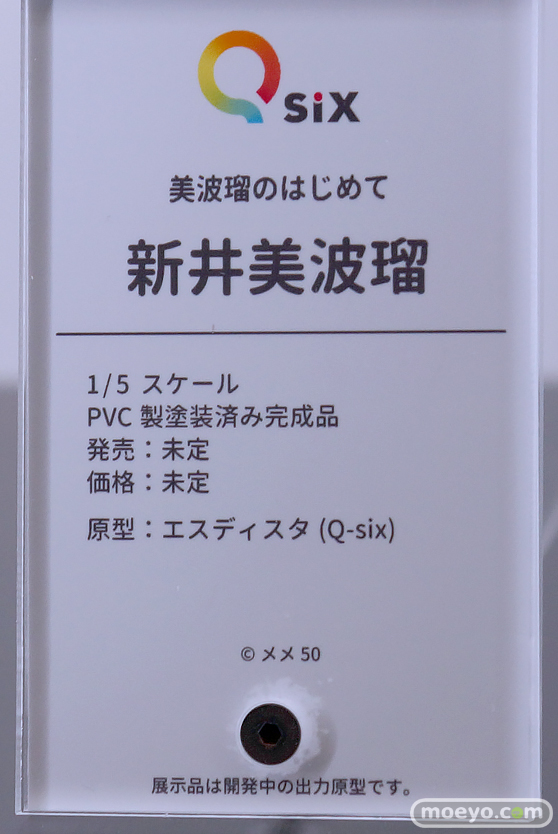 Q six
美波瑠のはじめて
新井美波瑠
1/5 スケール
PVC 製塗装済み完成品
発売：未定
価格：未定
原型：エスディスタ (Q-six)
© メメ 50
展示品は開発中の出力原型です。
moeyo.com